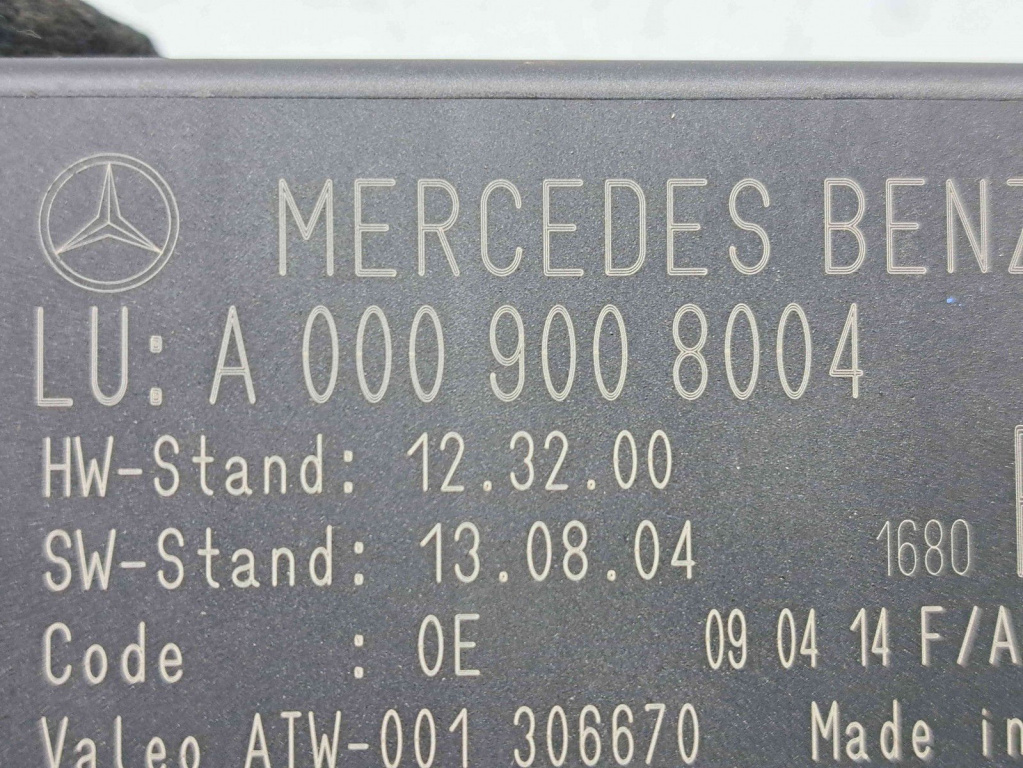 MERCEDES BENZ
LU: A 000 900 8004
HW-Stand: 12.32.00
SW-Stand: 13.08.04 1680
Code : 0E 09 04 14 F/A
Valeo ATW-001 306670 Made in